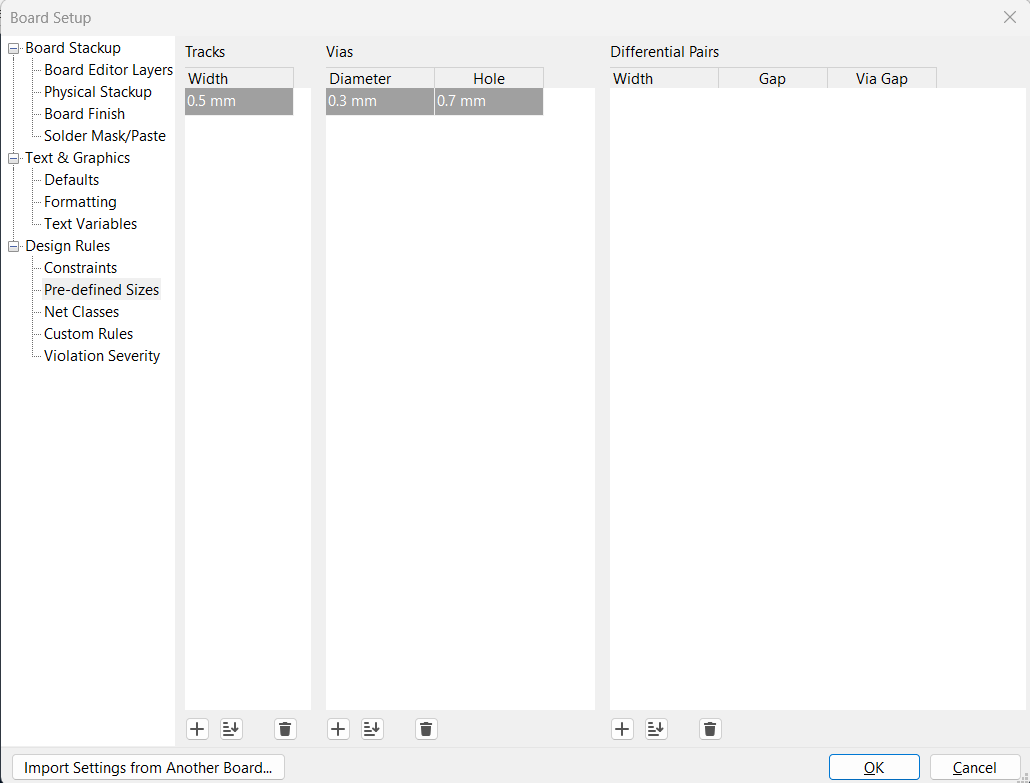 Board Setup
Board Stackup
Board Editor Layers
Physical Stackup
Board Finish
Solder Mask/Paste
Text & Graphics
Defaults
Formatting
Text Variables
Design Rules
Constraints
Pre-defined Sizes
Net Classes
Custom Rules
Violation Severity
Tracks
Width
0.5 mm
Vias
Diameter Hole
0.3 mm 0.7 mm
Differential Pairs
Width Gap Via Gap
Import Settings from Another Board...
OK
Cancel